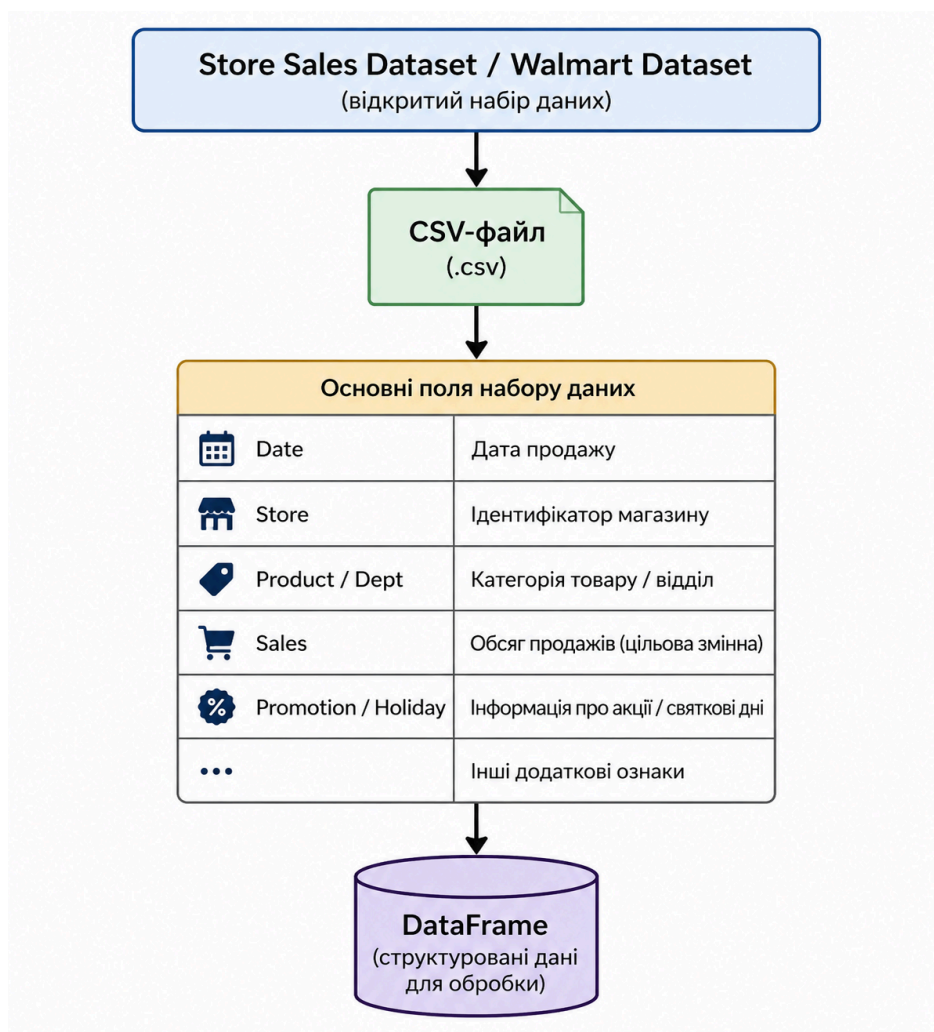 Store Sales Dataset / Walmart Dataset
(відкритий набір даних)
CSV-файл
(.csv)
Основні поля набору даних
Date Дата продажу
Store Ідентифікатор магазину
Product / Dept Категорія товару / відділ
Sales Обсяг продажів (цільова змінна)
Promotion / Holiday Інформація про акції / святкові дні
... Інші додаткові ознаки
DataFrame
(структуровані дані
для обробки)